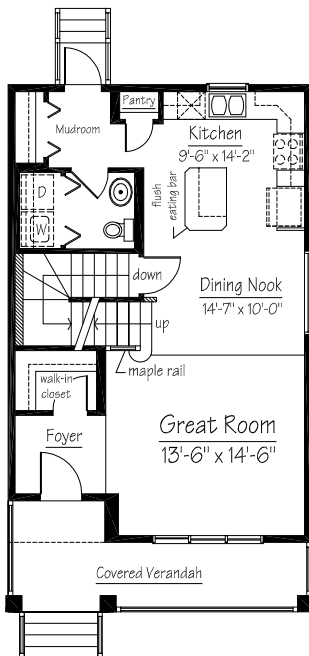 Pantry
Mudroom
Kitchen
9'-6" x 14'-2"
D
W
flush
eating bar
down
Dining Nook
14'-7" x 10'-0"
up
maple rail
walk-in
closet
Foyer
Great Room
13'-6" x 14'-6"
Covered Verandah